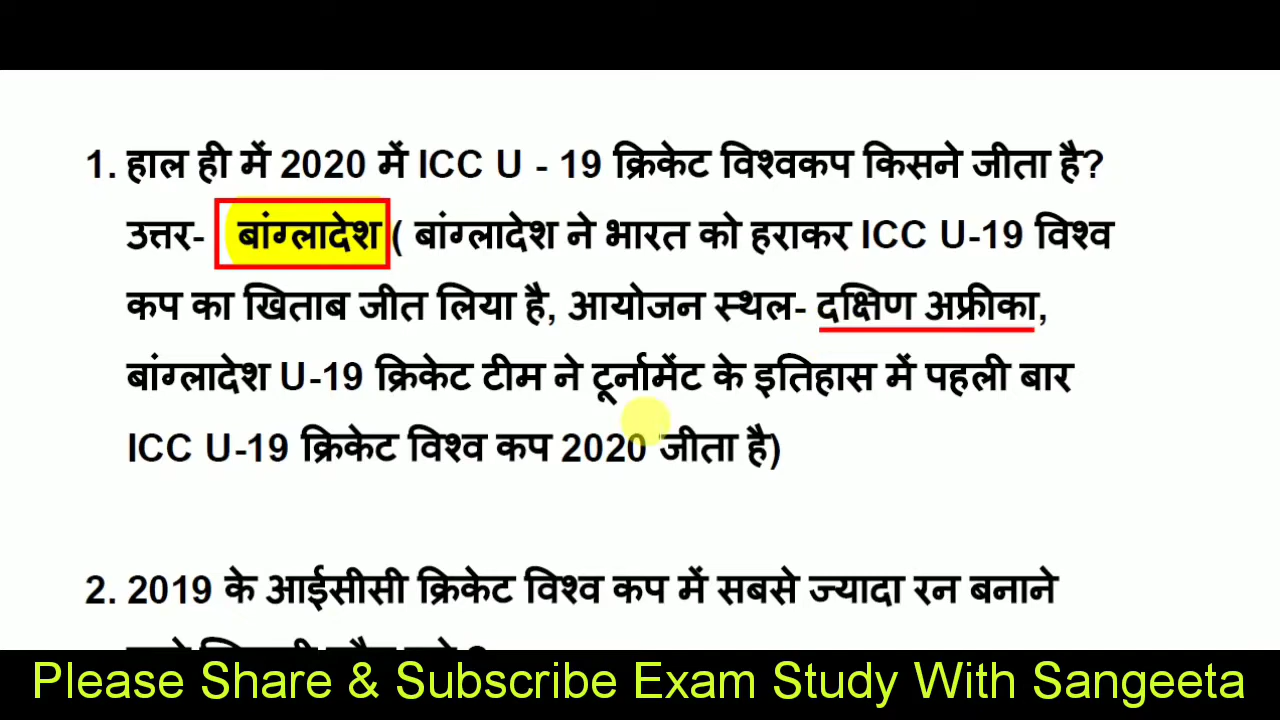 1. हाल ही में 2020 में ICC U - 19 क्रिकेट विश्वकप किसने जीता है?
उत्तर- बांग्लादेश ( बांग्लादेश ने भारत को हराकर ICC U-19 विश्व
कप का खिताब जीत लिया है, आयोजन स्थल- दक्षिण अफ्रीका,
बांग्लादेश U-19 क्रिकेट टीम ने टूर्नामेंट के इतिहास में पहली बार
ICC U-19 क्रिकेट विश्व कप 2020 जीता है)
2. 2019 के आईसीसी क्रिकेट विश्व कप में सबसे ज्यादा रन बनाने
Please Share & Subscribe Exam Study With Sangeeta